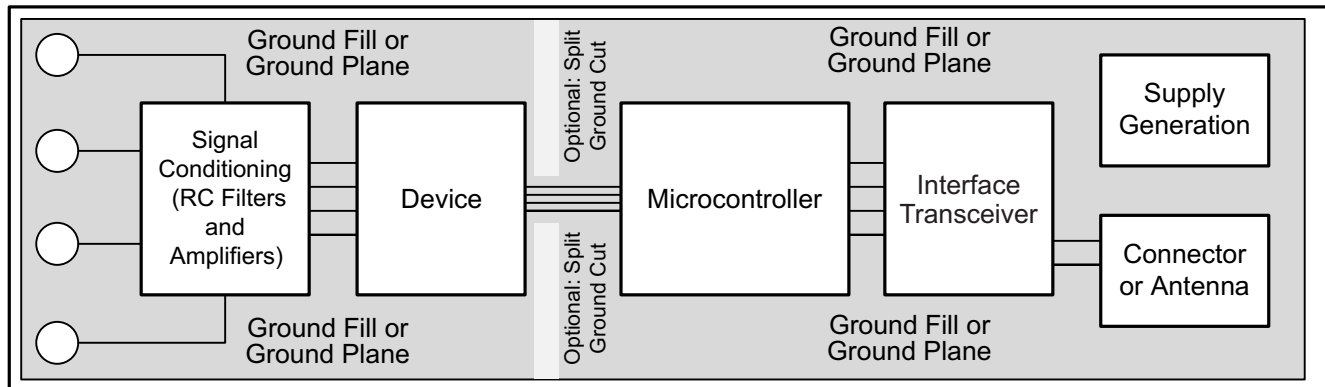 Ground Fill or
Ground Plane
Optional: Split
Ground Cut
Ground Fill or
Ground Plane
Supply
Generation
Signal
Conditioning
(RC Filters
and
Amplifiers)
Device
Microcontroller
Interface
Transceiver
Connector
or Antenna
Ground Fill or
Ground Plane
Optional: Split
Ground Cut
Ground Fill or
Ground Plane